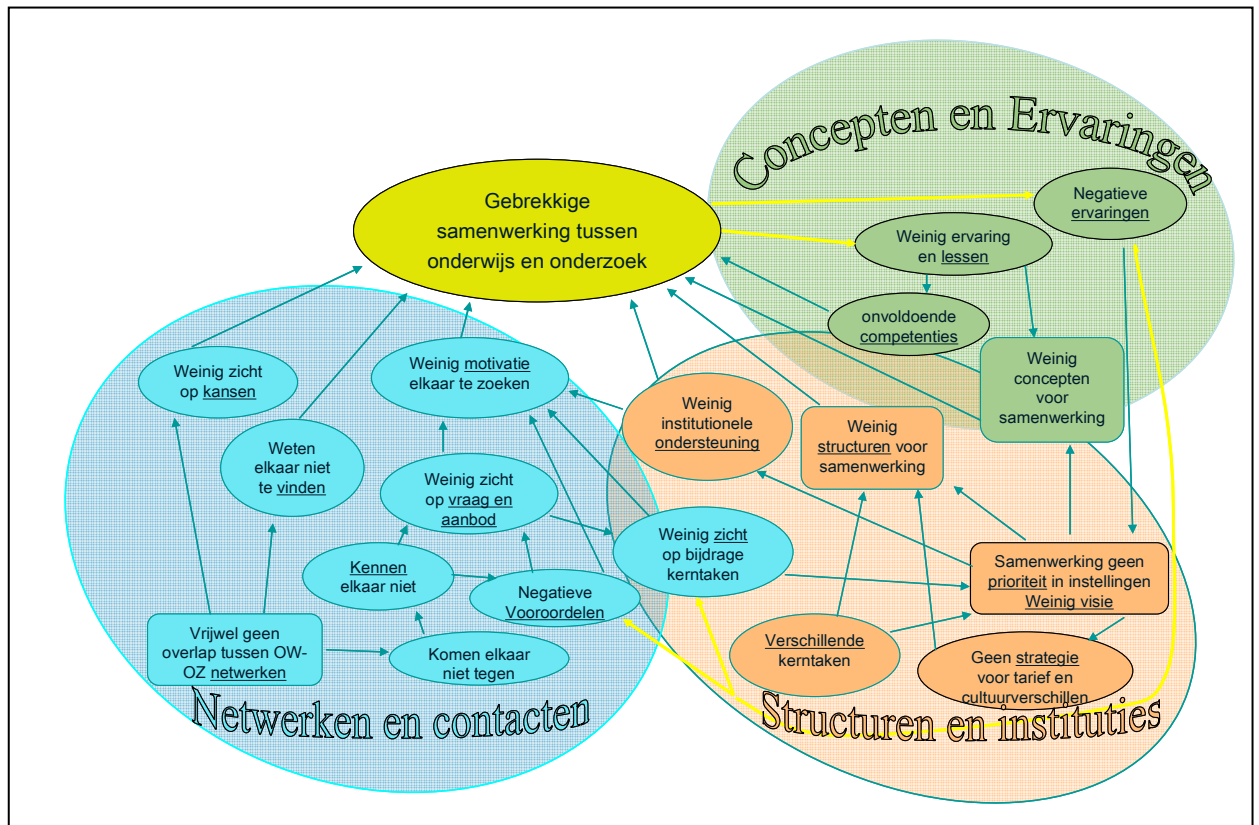 Concepten en Ervaringen
Negatieve
ervaringen
Gebrekkige
samenwerking tussen
onderwijs en onderzoek
Weinig ervaring
en lessen
onvoldoende
competenties
Weinig
concepten
voor
samenwerking
Weinig zicht
op kansen
Weinig motivatie
elkaar te zoeken
Weinig
institutionele
ondersteuning
Weinig
structuren voor
samenwerking
Weten
elkaar niet
te vinden
Weinig zicht
op vraag en
aanbod
Weinig zicht
op bijdrage
kerntaken
Samenwerking geen
prioriteit in instellingen
Weinig visie
Kennen
elkaar niet
Negatieve
Vooroordelen
Vrijwel geen
overlap tussen OW-
OZ netwerken
Komen elkaar
niet tegen
Verschillende
kerntaken
Geen strategie
voor tarief en
cultuurverschillen
Netwerken en contacten
Structuren en instituties